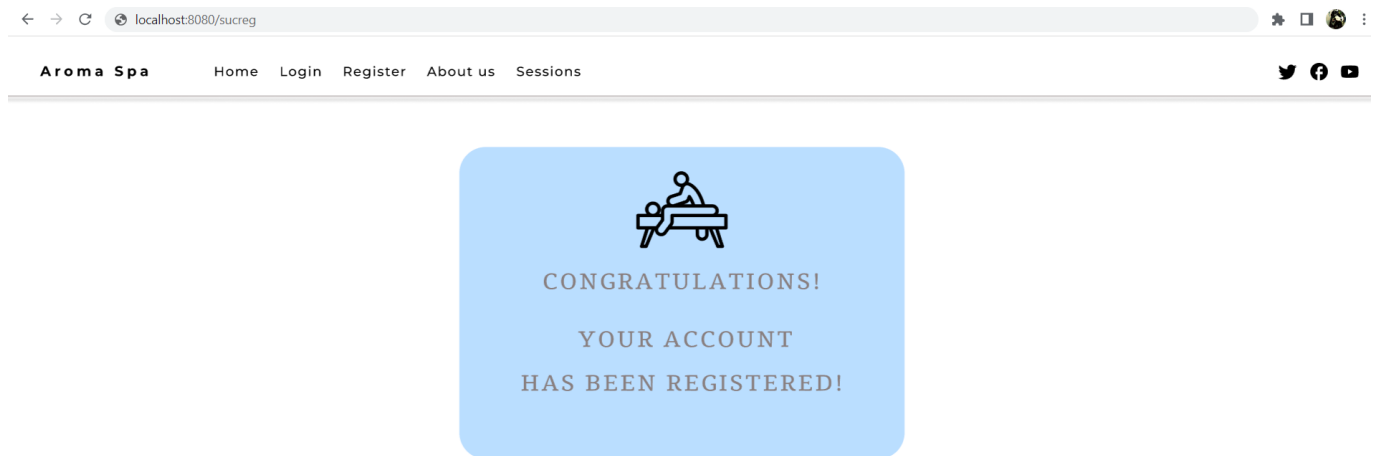 localhost:8080/sucreg
Aroma Spa Home Login Register About us Sessions
CONGRATULATIONS!
YOUR ACCOUNT
HAS BEEN REGISTERED!